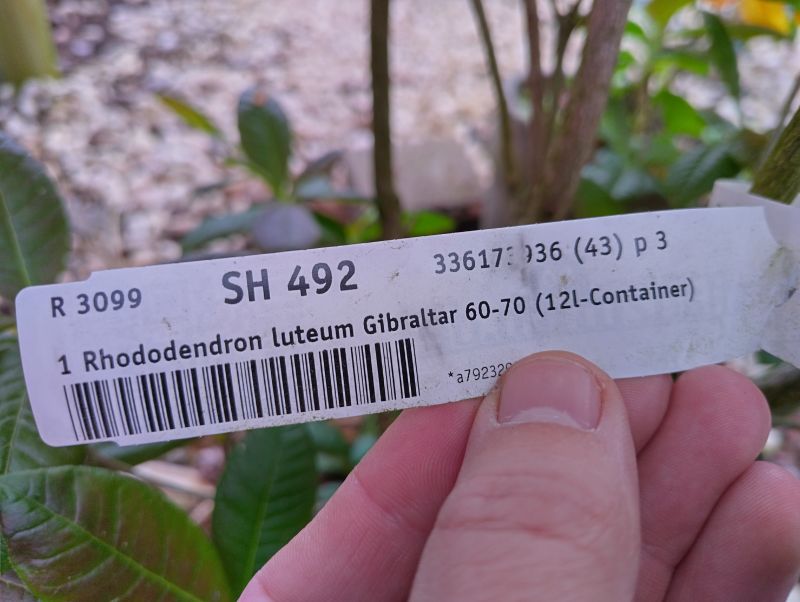 R 3099 SH 492 (43) p 3
1 Rhododendron luteum Gibraltar 60-70 (12l-Container)